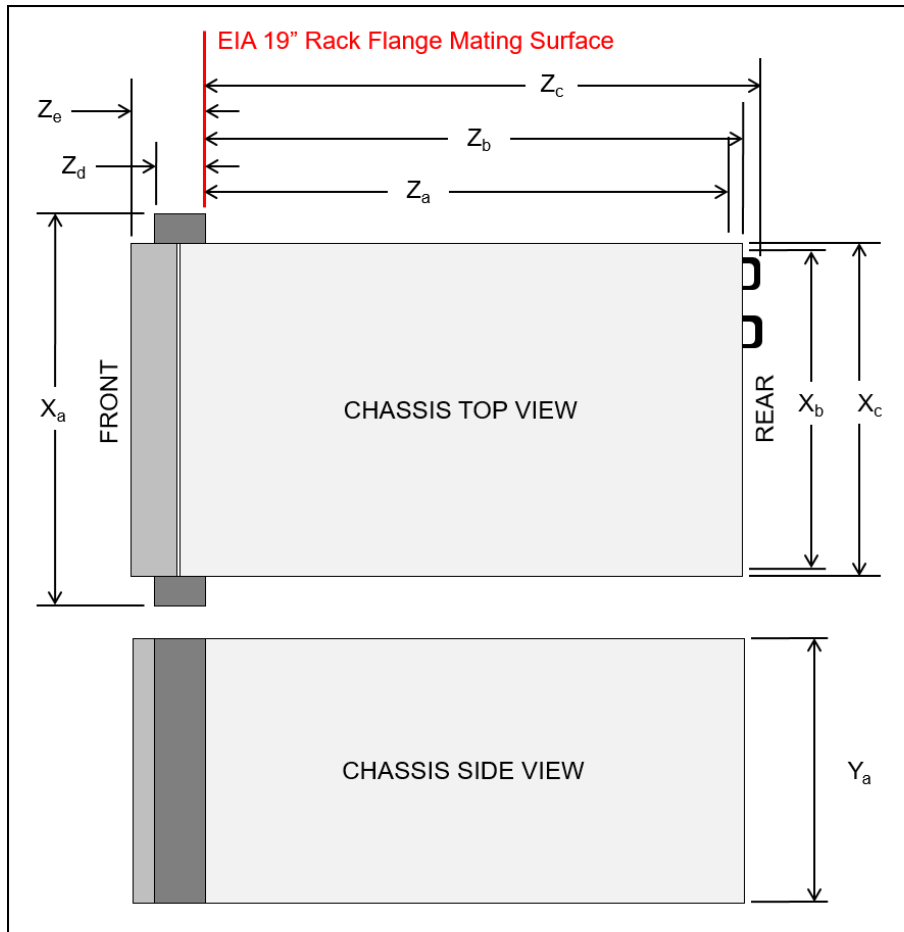 EIA 19” Rack Flange Mating Surface
Zc
Ze
Zb
Zd
Za
FRONT
REAR
Xa
CHASSIS TOP VIEW
Xb
Xc
CHASSIS SIDE VIEW
Ya